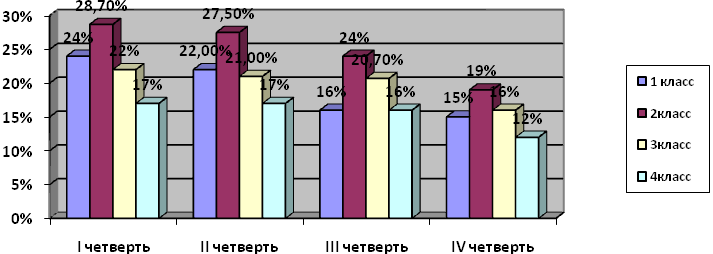 28,70%
30%
27,50%
24%
22%
22,00%
21,00%
24%
20,70%
25%
19%
20%
17%
17%
16%
16%
15%
16%
12%
15%
10%
5%
0%
I четверть
II четверть
III четверть
IV четверть
1 класс
2класс
3класс
4класс